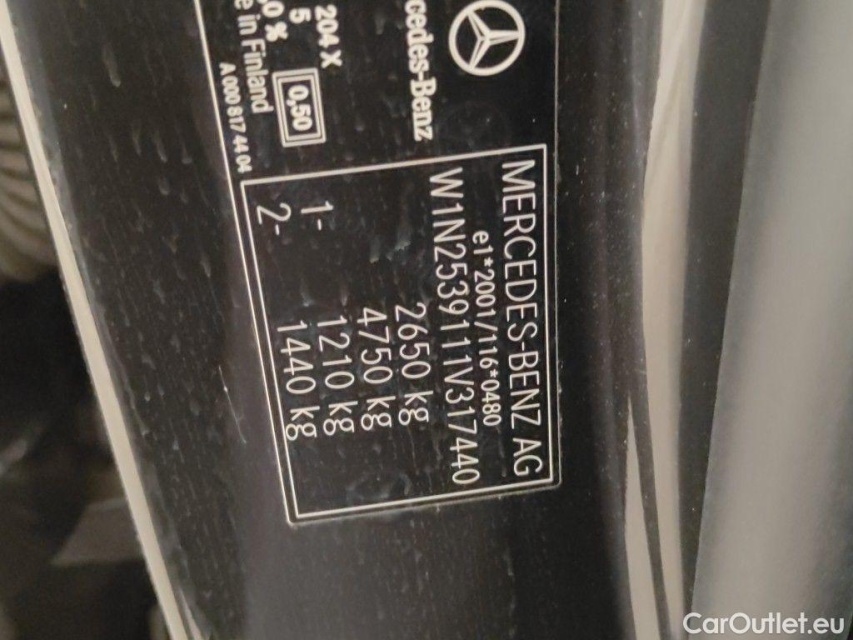 cedes-Benz
204 X
5
0 %
e in Finland
0,50
A 000 817 44 04
MERCEDES-BENZ AG
e1*2001/116*0480
W1N2539111V317440
2650 kg
4750 kg
1- 1210 kg
2- 1440 kg
CarOutlet.eu